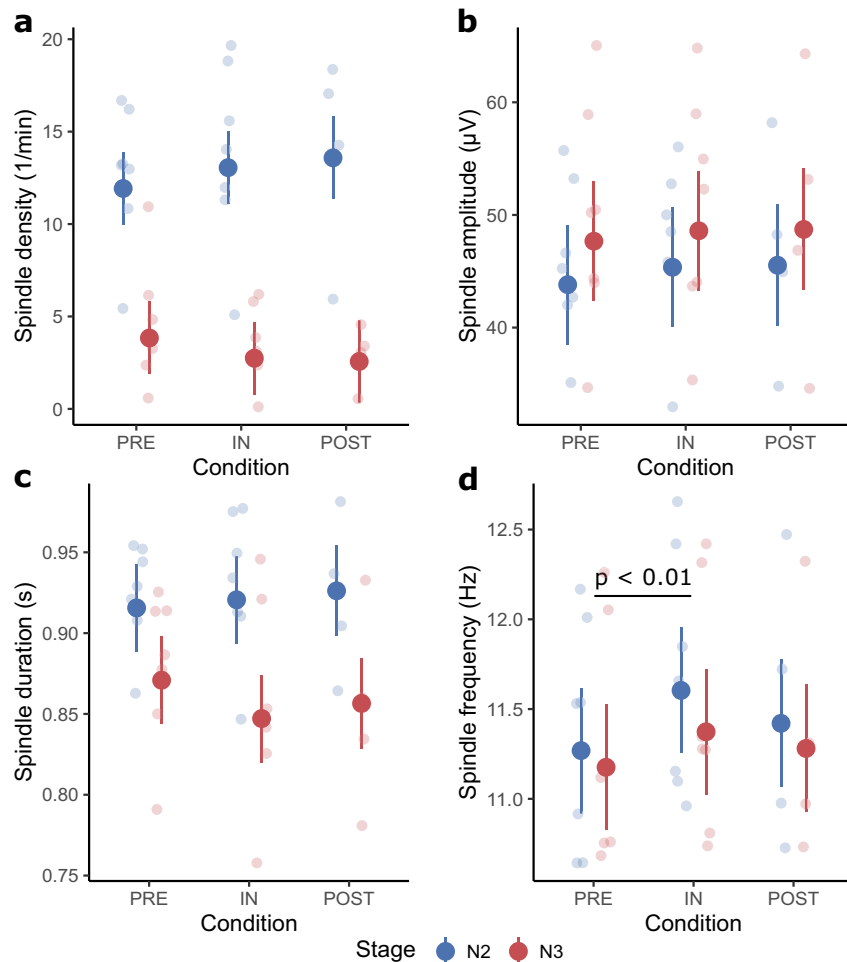 a
Spindle density (1/min)
20
15
10
5
0
PRE IN POST
Condition
b
Spindle amplitude (µV)
60
50
40
PRE IN POST
Condition
c
Spindle duration (s)
0.95
0.90
0.85
0.80
0.75
PRE IN POST
Condition
d
Spindle frequency (Hz)
12.5
12.0
11.5
11.0
p < 0.01
PRE IN POST
Condition
Stage N2 N3